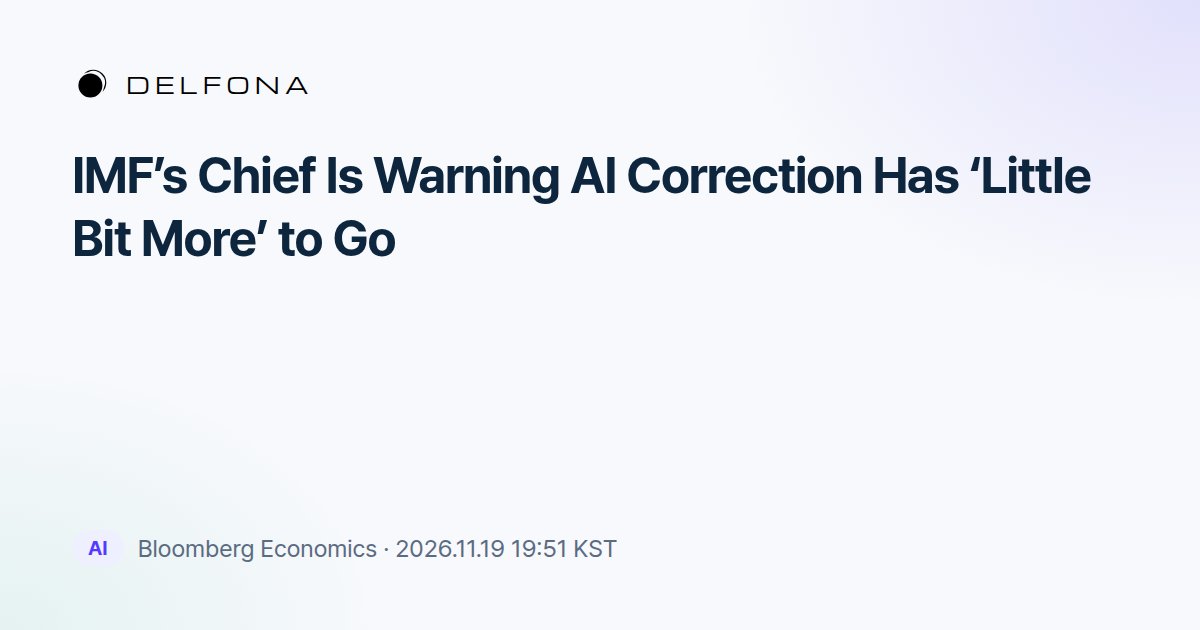 DELFONA
IMF’s Chief Is Warning AI Correction Has ‘Little
Bit More’ to Go
AI Bloomberg Economics · 2026.11.19 19:51 KST